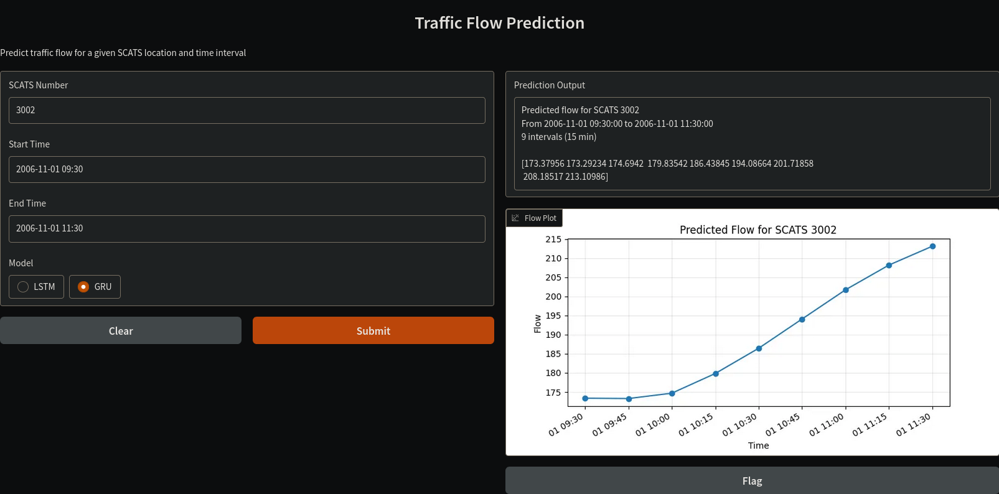 Traffic Flow Prediction
Predict traffic flow for a given SCATS location and time interval
SCATS Number
3002
Start Time
2006-11-01 09:30
End Time
2006-11-01 11:30
Model
LSTM
GRU
Clear
Submit
Prediction Output
Predicted flow for SCATS 3002
From 2006-11-01 09:30:00 to 2006-11-01 11:30:00
9 intervals (15 min)
[173.37956 173.29234 174.6942  179.83542 186.43845 194.08664 201.71858
208.18517 213.10986]
Flow Plot
Predicted Flow for SCATS 3002
215
210
205
200
195
190
185
180
175
Flow
01 09:30
01 09:45
01 10:00
01 10:15
01 10:30
01 10:45
01 11:00
01 11:15
01 11:30
Time
Flag